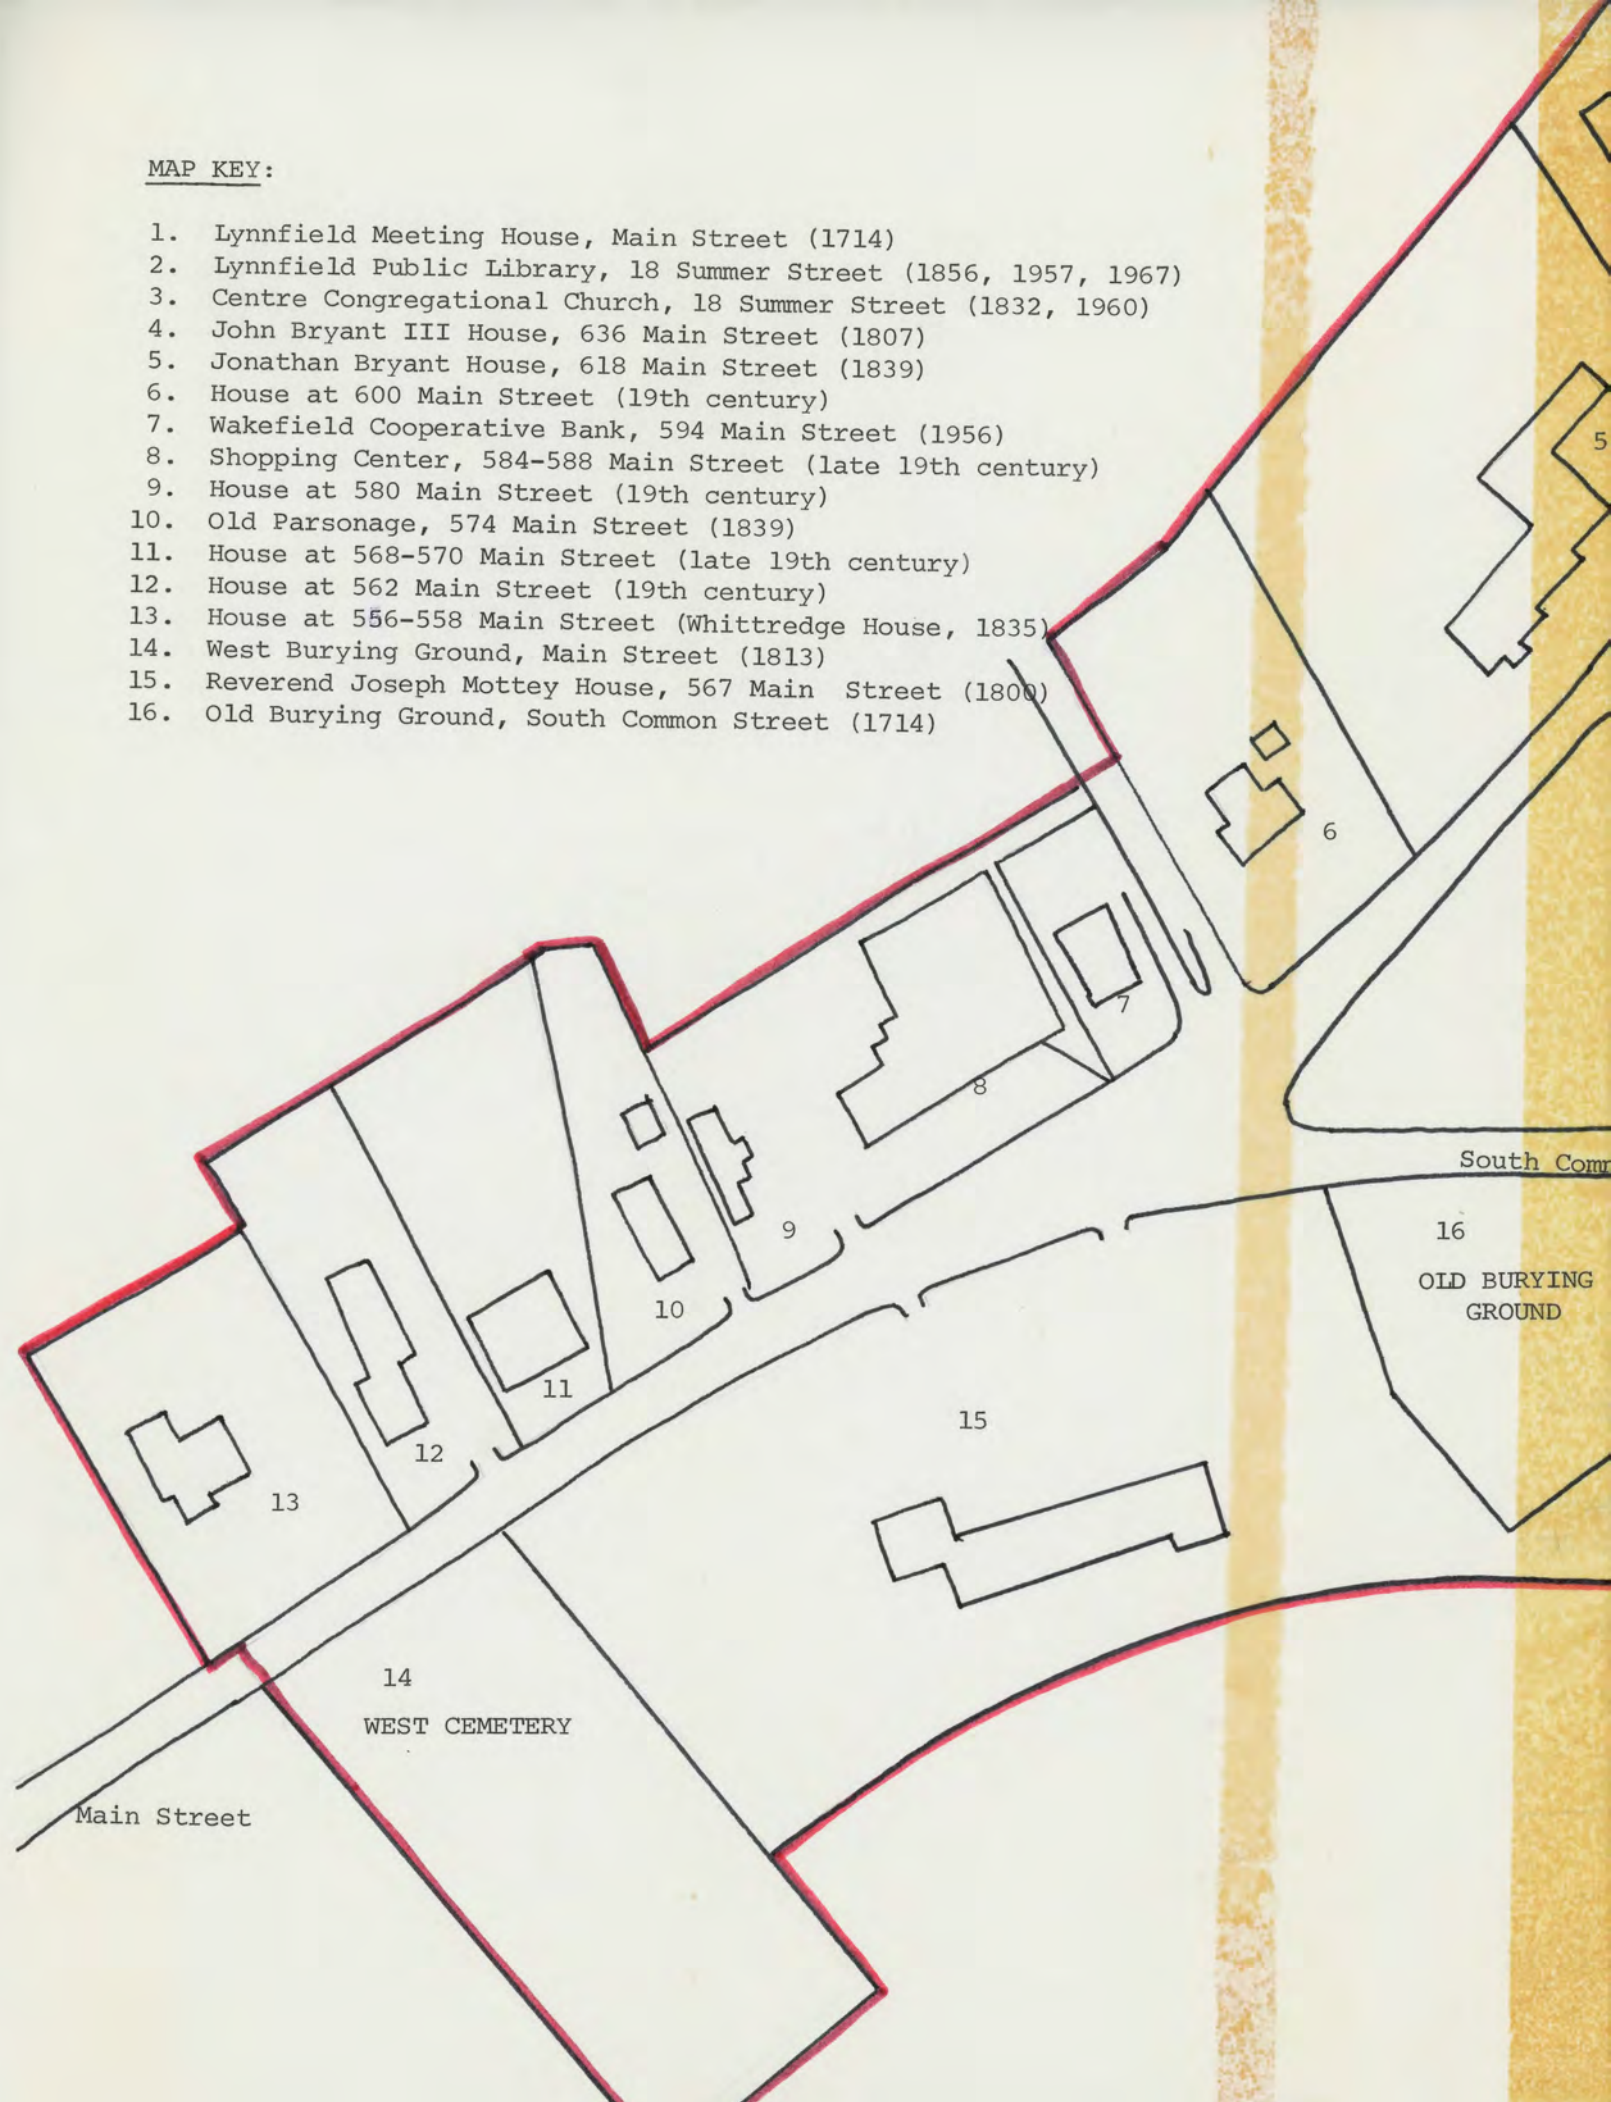 MAP KEY:
1. Lynnfield Meeting House, Main Street (1714)
2. Lynnfield Public Library, 18 Summer Street (1856, 1957, 1967)
3. Centre Congregational Church, 18 Summer Street (1832, 1960)
4. John Bryant III House, 636 Main Street (1807)
5. Jonathan Bryant House, 618 Main Street (1839)
6. House at 600 Main Street (19th century)
7. Wakefield Cooperative Bank, 594 Main Street (1956)
8. Shopping Center, 584-588 Main Street (late 19th century)
9. House at 580 Main Street (19th century)
10. Old Parsonage, 574 Main Street (1839)
11. House at 568-570 Main Street (late 19th century)
12. House at 562 Main Street (19th century)
13. House at 556-558 Main Street (Whittredge House, 1835)
14. West Burying Ground, Main Street (1813)
15. Reverend Joseph Mottey House, 567 Main Street (1800)
16. Old Burying Ground, South Common Street (1714)
5
6
7
8
South Comm
9
16
OLD BURYING
GROUND
10
11
15
12
13
14
WEST CEMETERY
Main Street